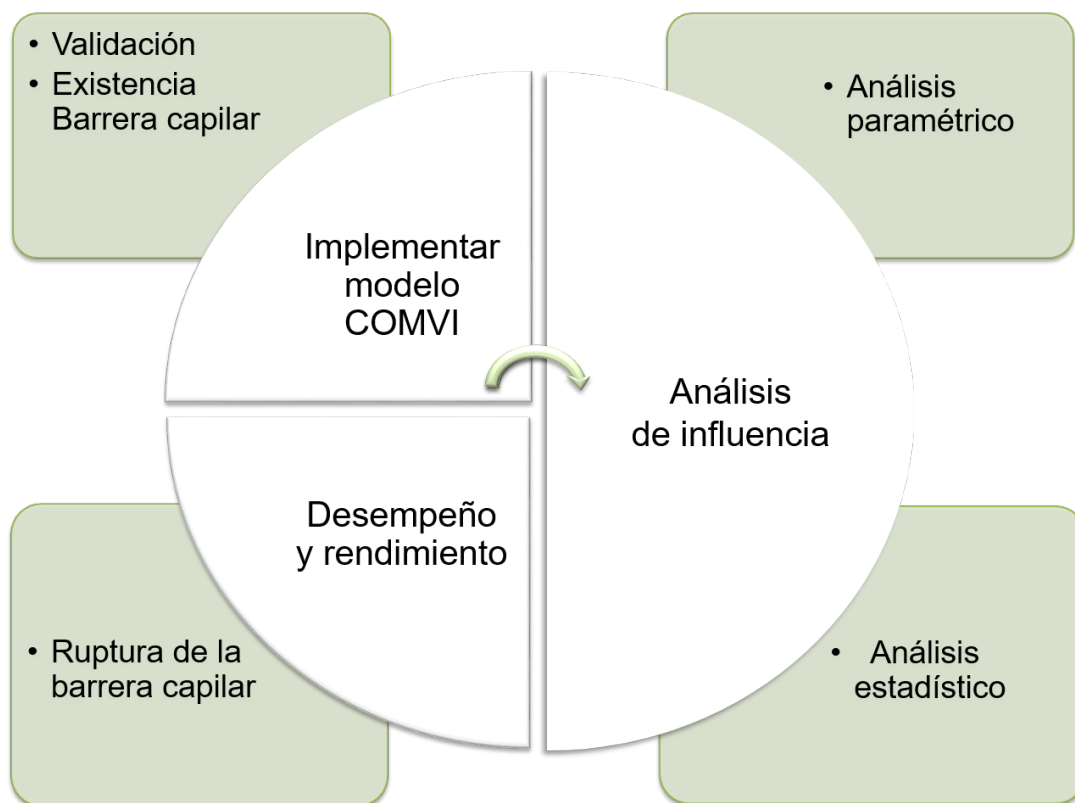 • Validación
• Existencia
Barrera capilar
• Análisis
paramétrico
Implementar
modelo
COMVI
Análisis
de influencia
Desempeño
y rendimiento
• Ruptura de la
barrera capilar
• Análisis
estadístico